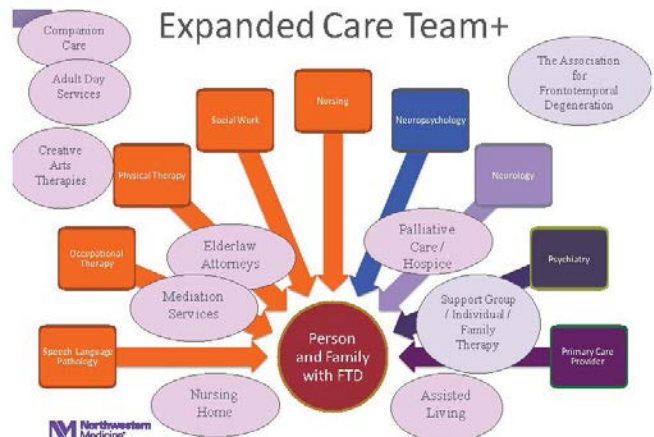 Expanded Care Team+
Companion
Care
Adult Day
Services
Creative
Arts
Therapies
The Association
for
Frontotemporal
Degeneration
Nursing
Social Work
Neuropsychology
Physical Therapy
Neurology
Occupational
Therapy
Elderlaw
Attorneys
Palliative
Care /
Hospice
Psychiatry
Mediation
Services
Support Group
/ Individual /
Family
Therapy
Speech Language
Pathology
Person
and Family
with FTD
Primary Care
Provider
Nursing
Home
Assisted
Living
Northwestern
Medicine